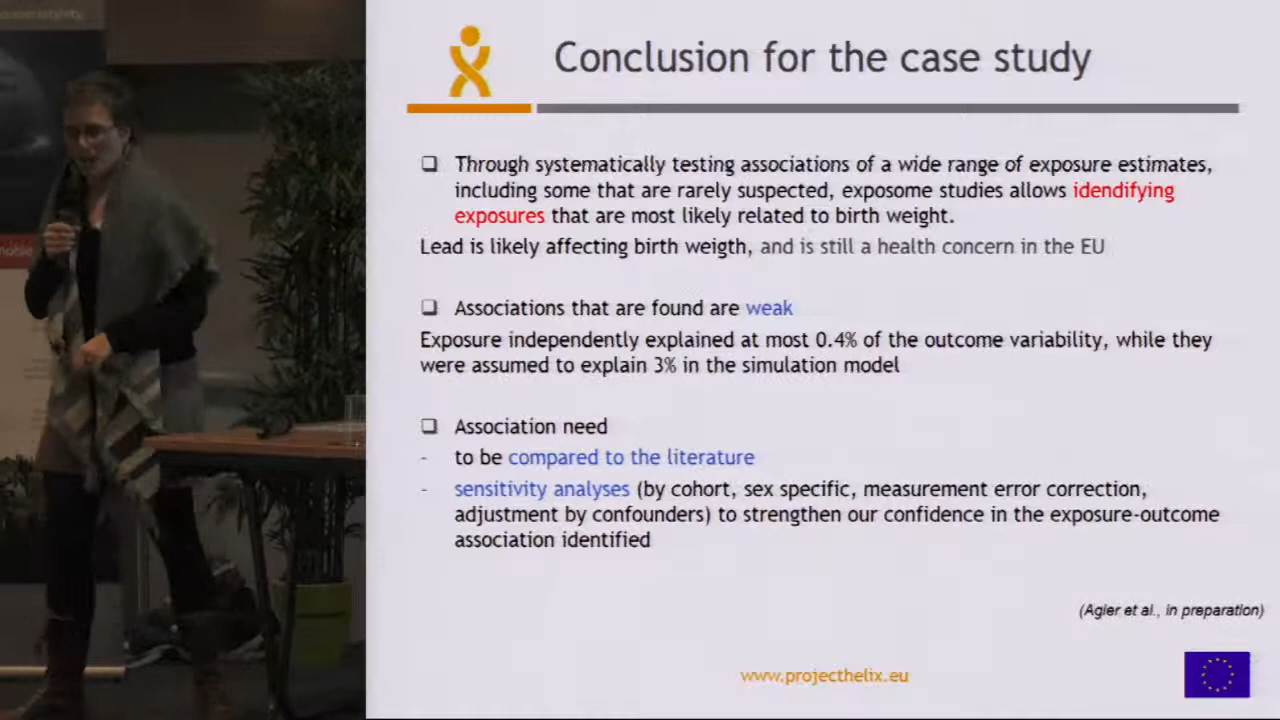 Conclusion for the case study
Through systematically testing associations of a wide range of exposure estimates,
including some that are rarely suspected, exposome studies allows idendifying
exposures that are most likely related to birth weight.
Lead is likely affecting birth weigth, and is still a health concern in the EU
Associations that are found are weak
Exposure independently explained at most 0.4% of the outcome variability, while they
were assumed to explain 3% in the simulation model
Association need
- to be compared to the literature
- sensitivity analyses (by cohort, sex specific, measurement error correction,
adjustment by confounders) to strengthen our confidence in the exposure-outcome
association identified
(Agier et al., in preparation)
www.projecthelix.eu